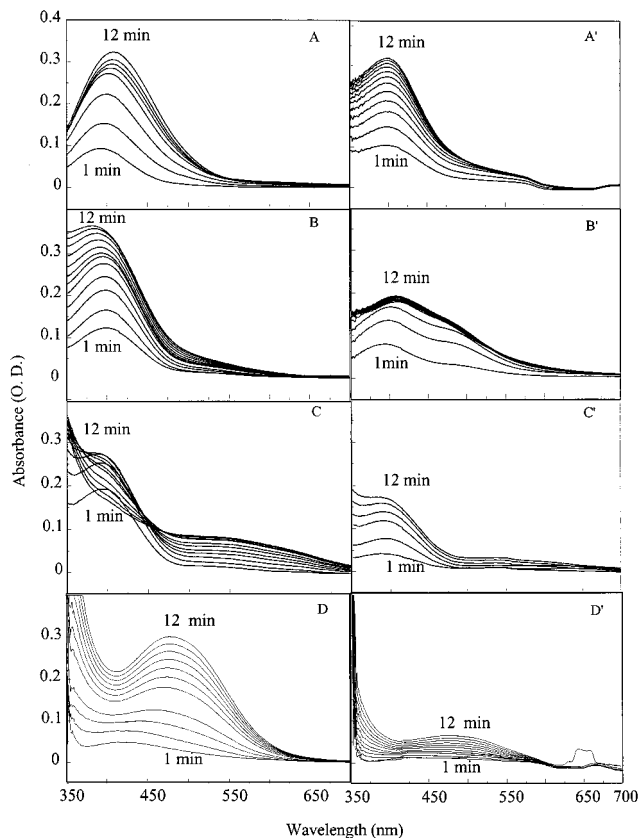 0.4
A
A'
12 min
12 min
0.3
0.2
0.1
1 min
1min
0
B
B'
12 min
0.3
12 min
0.2
0.1
1 min
1min
0
C
C'
12 min
0.3
12 min
0.2
1 min
0.1
1 min
0
D
D'
12 min
0.3
0.2
12 min
0.1
1 min
1 min
0
350 450 550 650 350 450 550 650 700
Absorbance (O. D.)
Wavelength (nm)